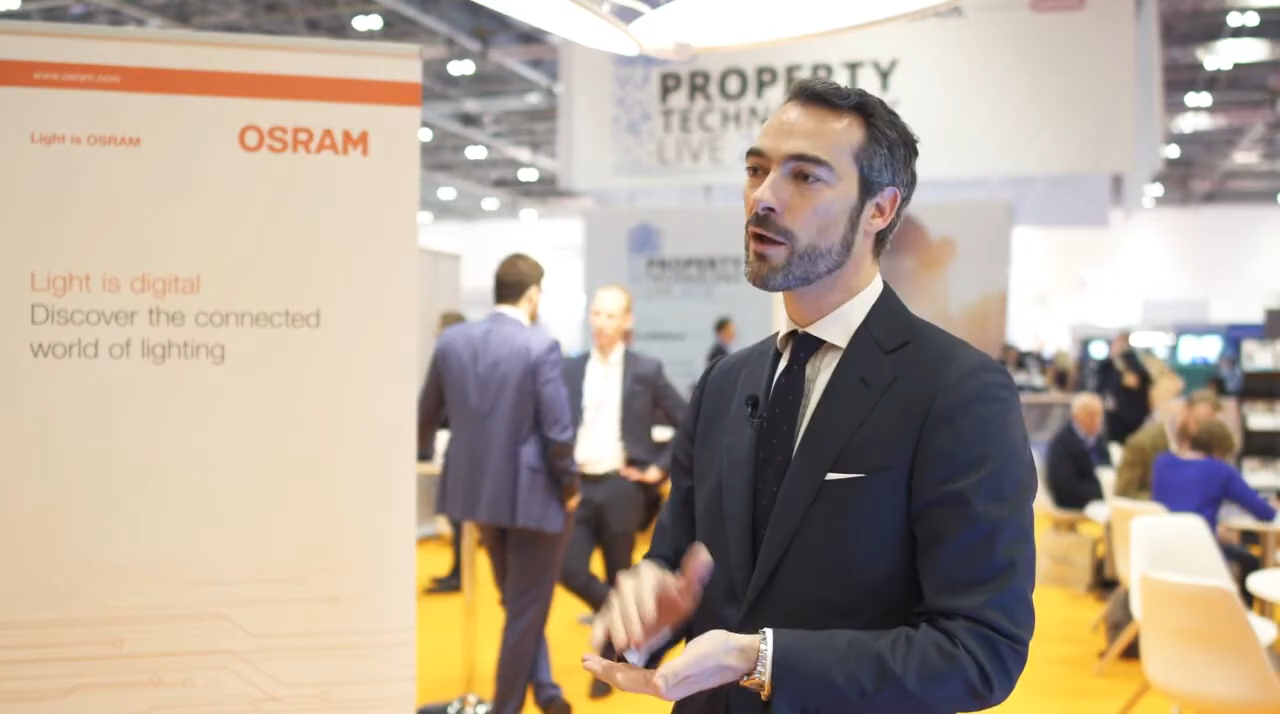 www.osram.com
Light is OSRAM
OSRAM
Light is digital
Discover the connected
world of lighting
PROPERTY
TECHN
LIVE
PROPERTY